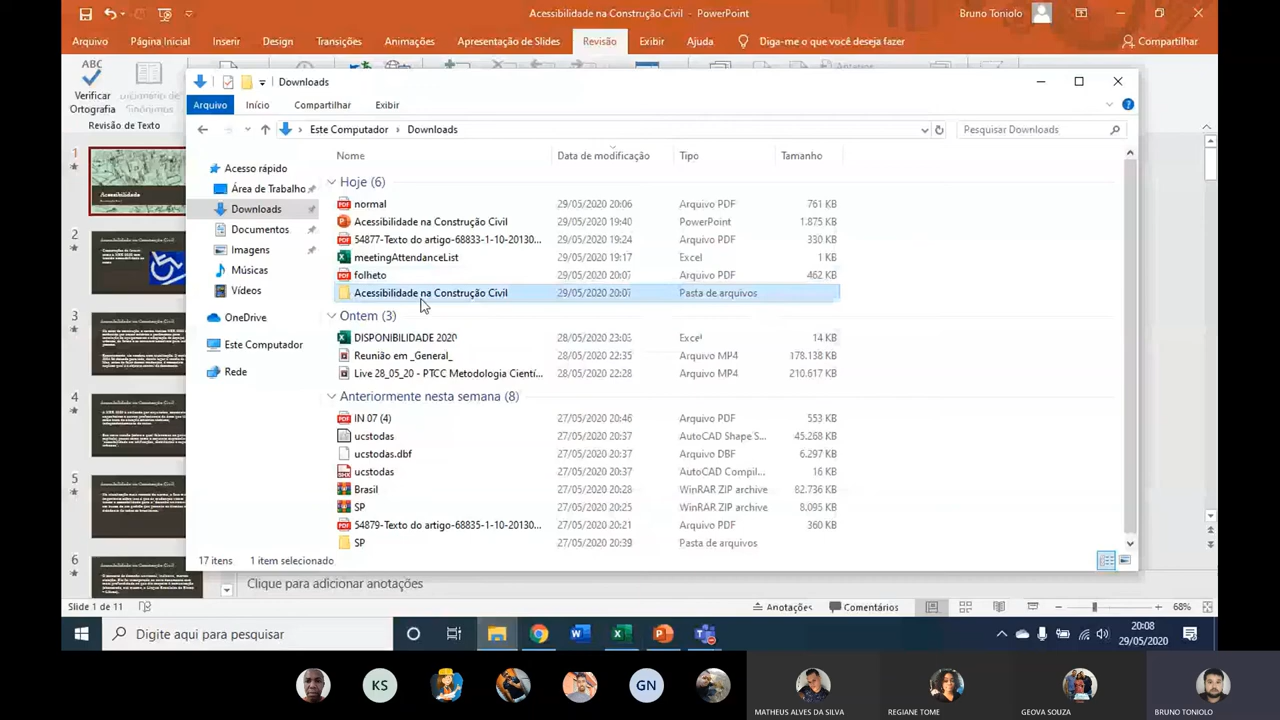 Acessibilidade na Construção Civil - PowerPoint
Bruno Toniolo
Arquivo
Página Inicial
Inserir
Design
Transições
Animações
Apresentação de Slides
Revisão
Exibir
Ajuda
Diga-me o que você deseja fazer
Compartilhar
ABC
Verificar
Ortografia
Revisão de Texto
Downloads
Arquivo
Início
Compartilhar
Exibir
Este Computador
Downloads
Pesquisar Downloads
Nome
Data de modificação
Tipo
Tamanho
Acesso rápido
Área de Trabalho
Downloads
Documentos
Imagens
Músicas
Vídeos
OneDrive
Este Computador
Rede
Hoje (6)
normal 29/05/2020 20:06 Arquivo PDF 761 KB
Acessibilidade na Construção Civil 29/05/2020 19:40 PowerPoint 1.875 KB
54877-Texto do artigo-68833-1-10-20130... 29/05/2020 19:24 Arquivo PDF 330 KB
meetingAttendanceList 29/05/2020 19:17 Excel 1 KB
folheto 29/05/2020 20:07 Arquivo PDF 462 KB
Acessibilidade na Construção Civil 29/05/2020 20:07 Pasta de arquivos
Ontem (3)
DISPONIBILIDADE 2020 28/05/2020 23:03 Excel 14 KB
Reunião em _General_ 28/05/2020 22:35 Arquivo MP4 178.138 KB
Live 28_05_20 - PTCC Metodologia Cientí... 28/05/2020 22:28 Arquivo MP4 210.617 KB
Anteriormente nesta semana (8)
IN 07 (4) 27/05/2020 20:46 Arquivo PDF 553 KB
ucstodas 27/05/2020 20:37 AutoCAD Shape S... 45.268 KB
ucstodas.dbf 27/05/2020 20:37 Arquivo DBF 6.297 KB
ucstodas 27/05/2020 20:37 AutoCAD Compil... 16 KB
Brasil 27/05/2020 20:28 WinRAR ZIP archive 82.736 KB
SP 27/05/2020 20:25 WinRAR ZIP archive 8.095 KB
54879-Texto do artigo-68835-1-10-20130... 27/05/2020 20:21 Arquivo PDF 360 KB
SP 27/05/2020 20:39 Pasta de arquivos
17 itens
1 item selecionado
1
Acessibilidade
2
3
4
5
6
Clique para adicionar anotações
Slide 1 de 11
Anotações
Comentários
68%
Digite aqui para pesquisar
20:08
29/05/2020
KS
GN
MATHEUS ALVES DA SILVA
REGIANE TOME
GEOVA SOUZA
BRUNO TONIOLO